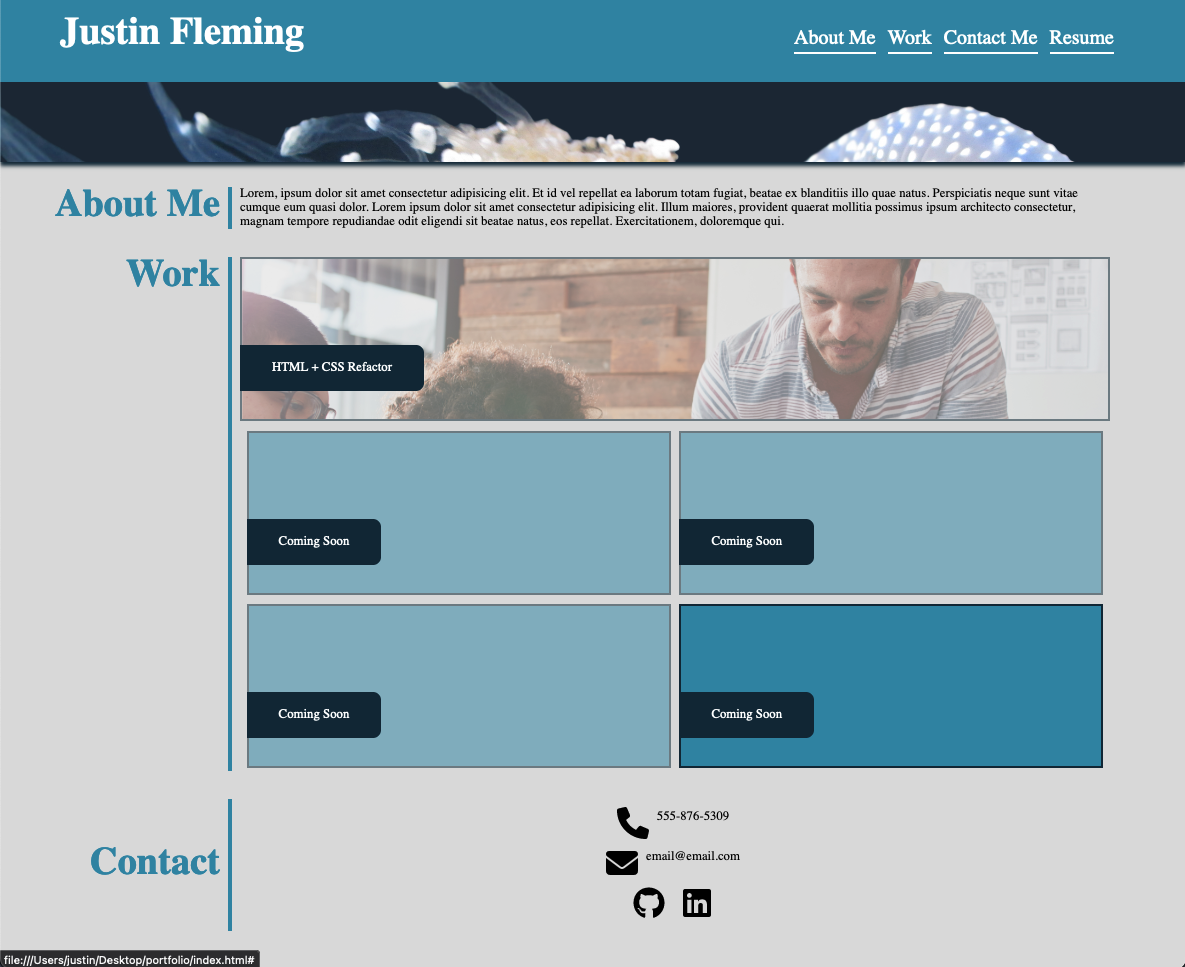 Justin Fleming
About Me Work Contact Me Resume
About Me
Lorem, ipsum dolor sit amet consectetur adipisicing elit. Et id vel repellat ea laborum totam fugiat, beatae ex blanditiis illo quae natus. Perspiciatis neque sunt vitae
cumque eum quasi dolor. Lorem ipsum dolor sit amet consectetur adipisicing elit. Illum maiores, provident quaerat mollitia possimus ipsum architecto consectetur,
magnam tempore repudiandae odit eligendi sit beatae natus, eos repellat. Exercitationem, doloremque qui.
Work
HTML + CSS Refactor
Coming Soon
Coming Soon
Coming Soon
Coming Soon
Contact
555-876-5309
email@email.com
in
file:///Users/justin/Desktop/portfolio/index.html#